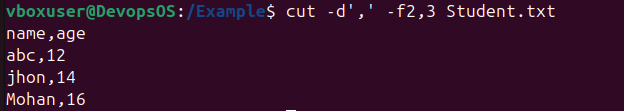 vboxuser@DevopsOS:/Example$ cut -d',' -f2,3 Student.txt
name,age
abc,12
jhon,14
Mohan,16